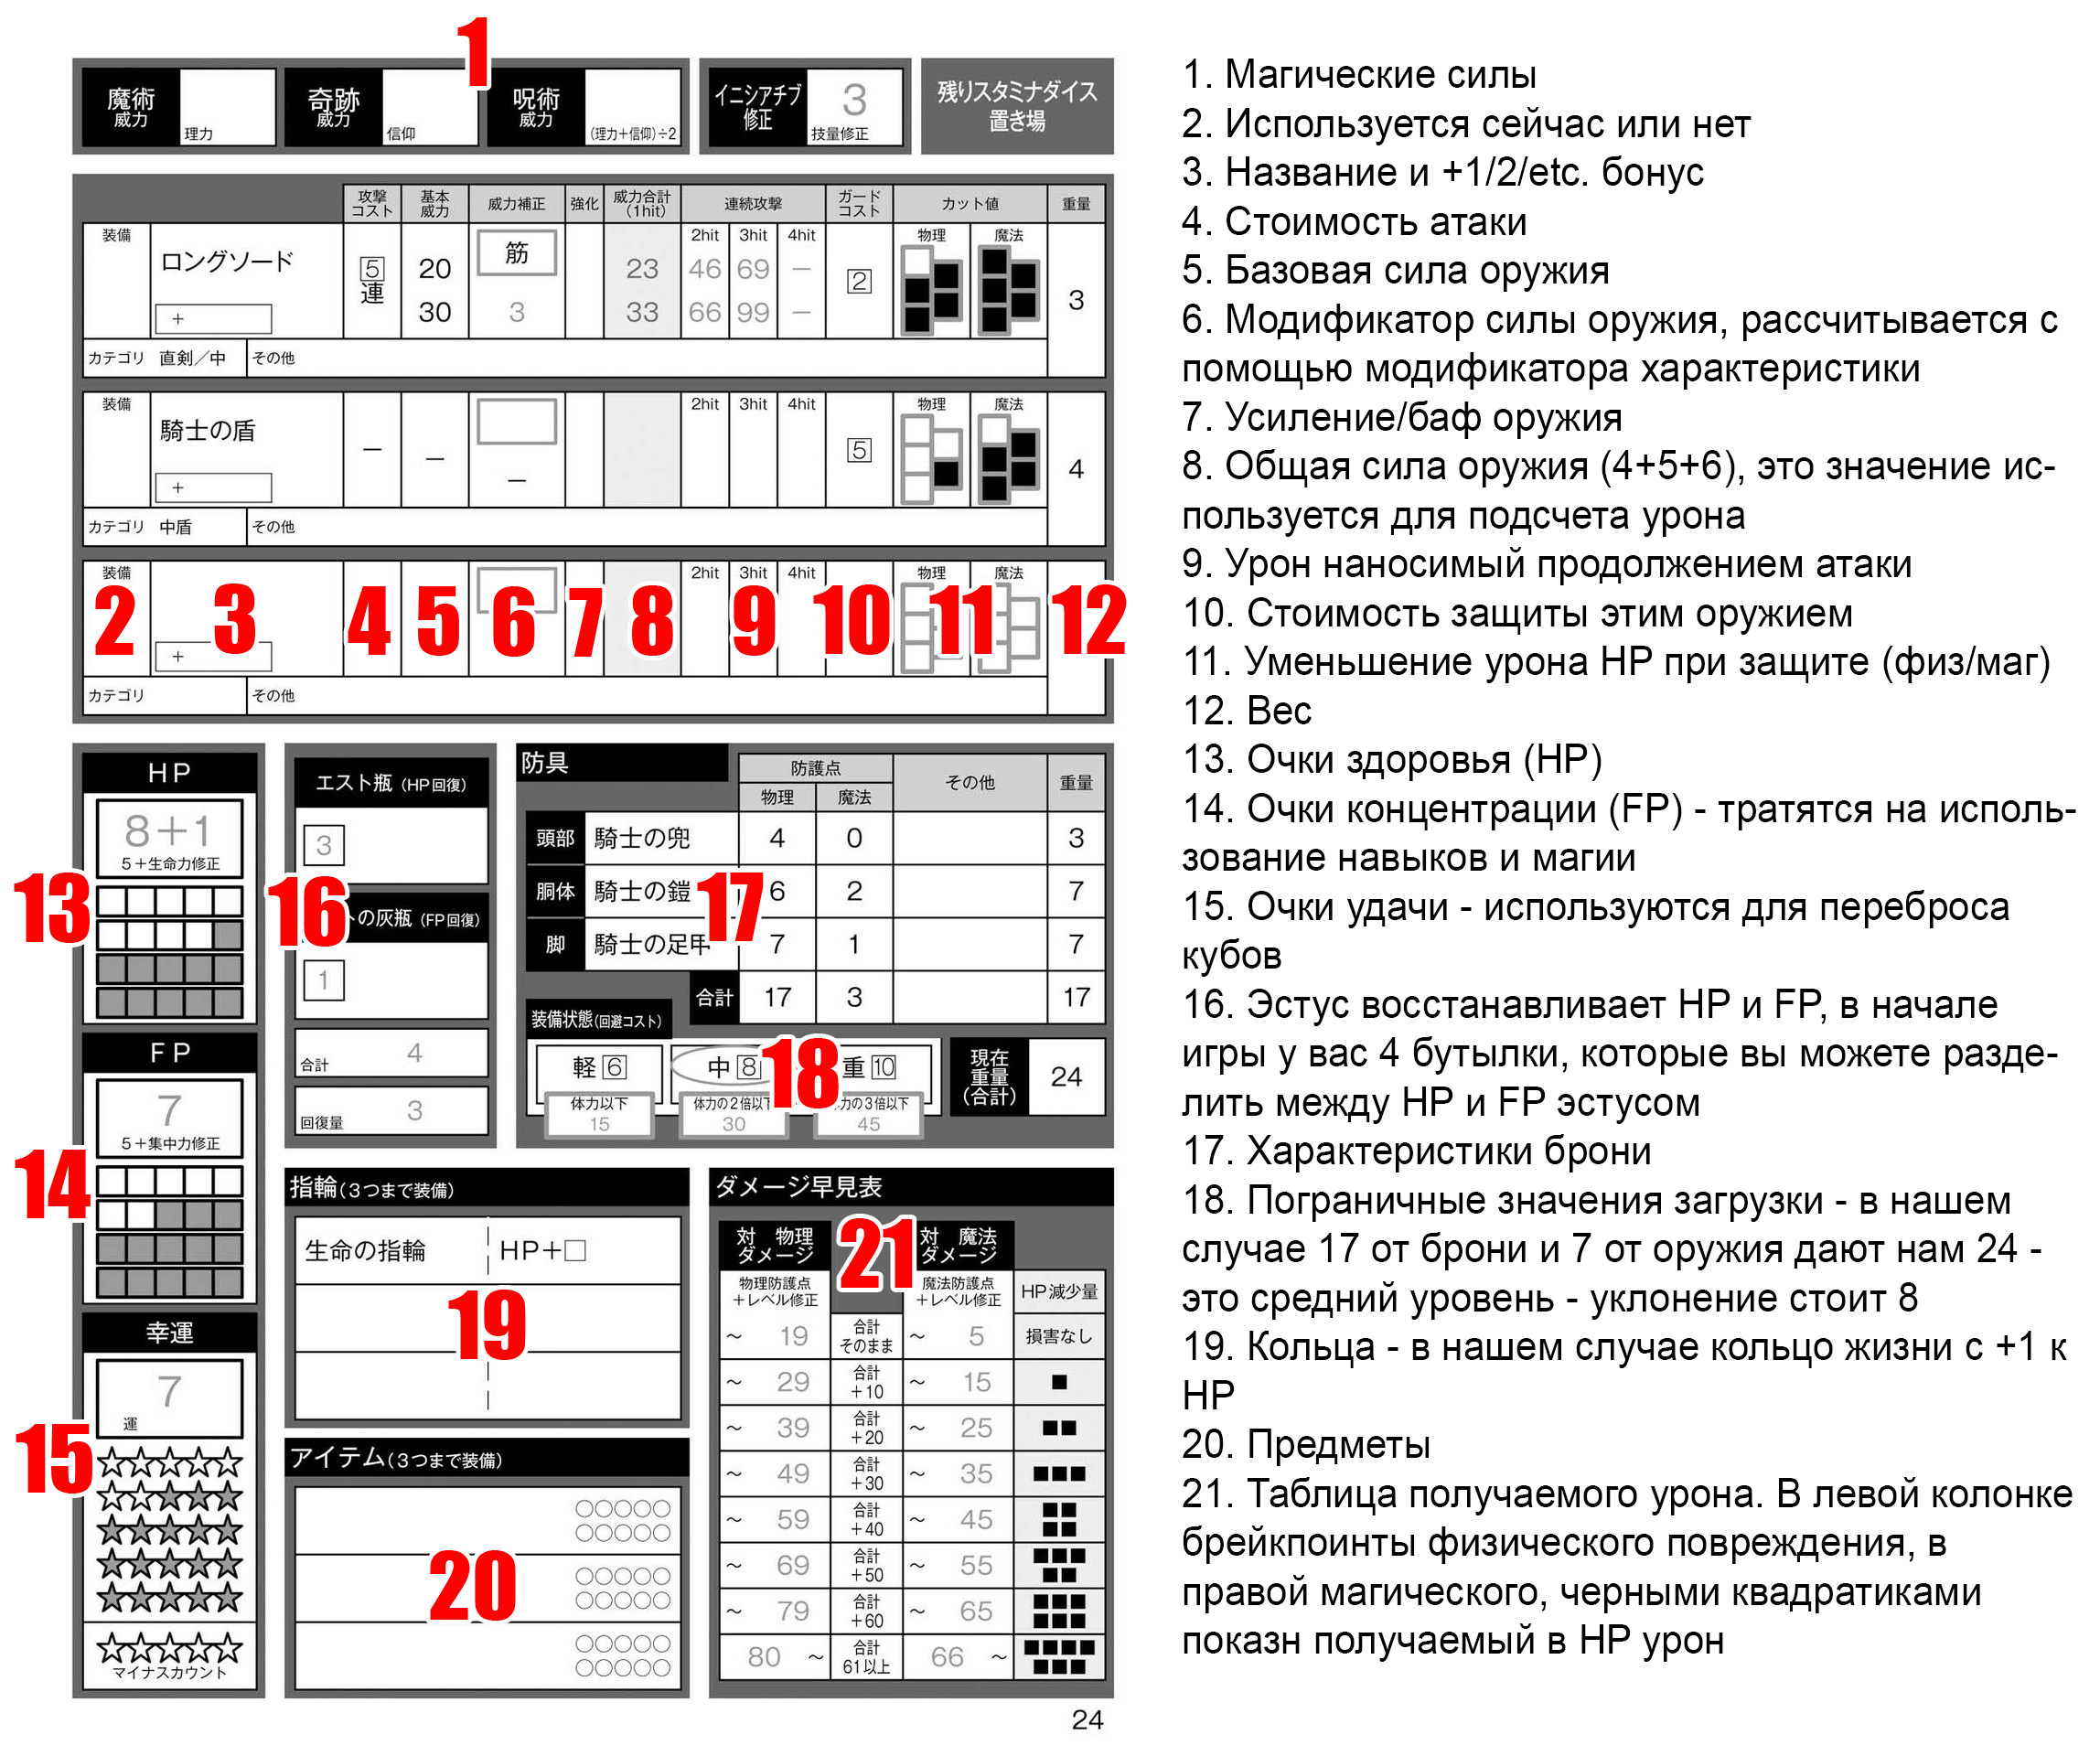 1
魔術
威力
理力
奇跡
威力
信仰
呪術
威力
(理力+信仰)÷2
イニシアチブ
修正
3
技量修正
残りスタミナダイス
置き場
攻撃
コスト
基本
威力
威力補正
強化
威力合計
(1hit)
連続攻撃
ガード
コスト
カット値
重量
装備
ロングソード
+
5
連
20
30
筋
3
23
33
2hit 3hit 4hit
46 69 —
66 99 —
2
物理 魔法
3
カテゴリ 直剣/中 その他
装備
騎士の盾
+
—
—
—
2hit 3hit 4hit
5
物理 魔法
4
カテゴリ 中盾 その他
装備
2hit 3hit 4hit
物理 魔法
2 3 4 5 6 7 8 9 10 11 12
+
カテゴリ その他
HP
8+1
5+生命力修正
13
FP
7
5+集中力修正
14
幸運
7
運
15
マイナスカウント
エスト瓶(HP回復)
3
16
の灰瓶(FP回復)
1
合計 4
回復量 3
防具
防護点
物理 魔法
その他
重量
頭部 騎士の兜 4 0 3
胴体 騎士の鎧 6 2 7
17
脚 騎士の足甲 7 1 7
合計 17 3 17
装備状態(回避コスト)
軽6 中8 重10
18
体力以下
15
体力の2倍以下
30
力の3倍以下
45
現在
重量
(合計)
24
指輪(3つまで装備)
生命の指輪 HP+□
19
アイテム(3つまで装備)
20
ダメージ早見表
対 物理
ダメージ
21
対 魔法
ダメージ
物理防護点
+レベル修正
魔法防護点
+レベル修正
HP減少量
~ 19 合計そのまま ~ 5 損害なし
~ 29 合計+10 ~ 15 ■
~ 39 合計+20 ~ 25 ■■
~ 49 合計+30 ~ 35 ■■■
~ 59 合計+40 ~ 45 ■■■■
~ 69 合計+50 ~ 55 ■■■■■
~ 79 合計+60 ~ 65 ■■■■■■
80 ~ 合計61以上 66 ~ ■■■■■■■
24
1. Магические силы
2. Используется сейчас или нет
3. Название и +1/2/etc. бонус
4. Стоимость атаки
5. Базовая сила оружия
6. Модификатор силы оружия, рассчитывается с
помощью модификатора характеристики
7. Усиление/баф оружия
8. Общая сила оружия (4+5+6), это значение ис-
пользуется для подсчета урона
9. Урон наносимый продолжением атаки
10. Стоимость защиты этим оружием
11. Уменьшение урона HP при защите (физ/маг)
12. Вес
13. Очки здоровья (HP)
14. Очки концентрации (FP) - тратятся на исполь-
зование навыков и магии
15. Очки удачи - используются для переброса
кубов
16. Эстус восстанавливает HP и FP, в начале
игры у вас 4 бутылки, которые вы можете разде-
лить между HP и FP эстусом
17. Характеристики брони
18. Пограничные значения загрузки - в нашем
случае 17 от брони и 7 от оружия дают нам 24 -
это средний уровень - уклонение стоит 8
19. Кольца - в нашем случае кольцо жизни с +1 к
HP
20. Предметы
21. Таблица получаемого урона. В левой колонке
брейкпоинты физического повреждения, в
правой магического, черными квадратиками
показн получаемый в HP урон